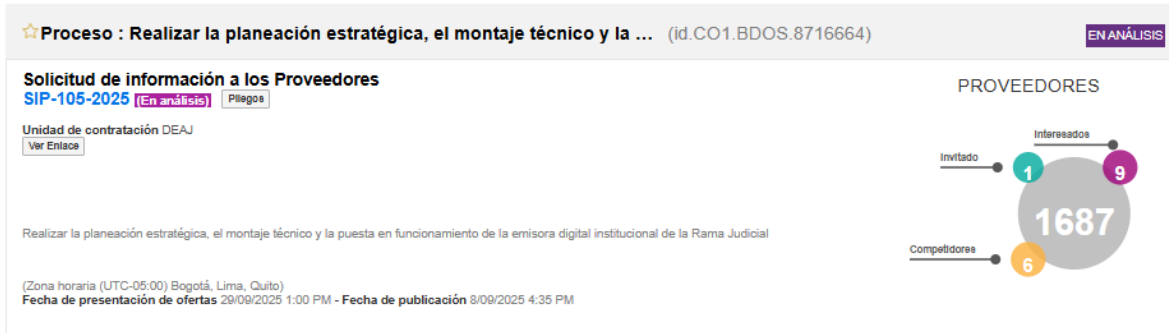 Proceso : Realizar la planeación estratégica, el montaje técnico y la ... (id.CO1.BDOS.8716664)
EN ANÁLISIS
Solicitud de información a los Proveedores
SIP-105-2025 (En análisis) Pliegos
Unidad de contratación DEAJ
Ver Enlace
Realizar la planeación estratégica, el montaje técnico y la puesta en funcionamiento de la emisora digital institucional de la Rama Judicial
(Zona horaria (UTC-05:00) Bogotá, Lima, Quito)
Fecha de presentación de ofertas 29/09/2025 1:00 PM - Fecha de publicación 8/09/2025 4:35 PM
PROVEEDORES
Interesados
9
Invitado
1
1687
Competidores
6